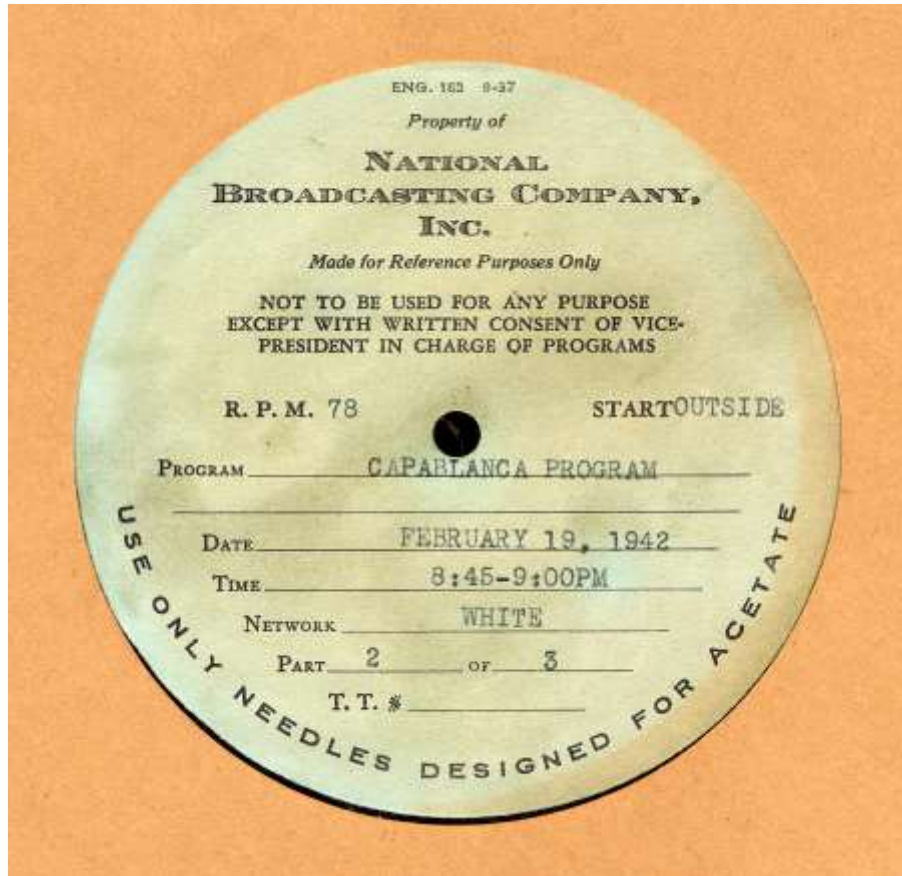 ENG. 162 8-37
Property of
NATIONAL
BROADCASTING COMPANY,
INC.
Made for Reference Purposes Only
NOT TO BE USED FOR ANY PURPOSE
EXCEPT WITH WRITTEN CONSENT OF VICE-
PRESIDENT IN CHARGE OF PROGRAMS
R. P. M. 78 START OUTSIDE
PROGRAM CAPABLANCA PROGRAM
DATE FEBRUARY 19, 1942
TIME 8:45-9:00PM
NETWORK WHITE
PART 2 OF 3
T. T. #
USE ONLY NEEDLES DESIGNED FOR ACETATE